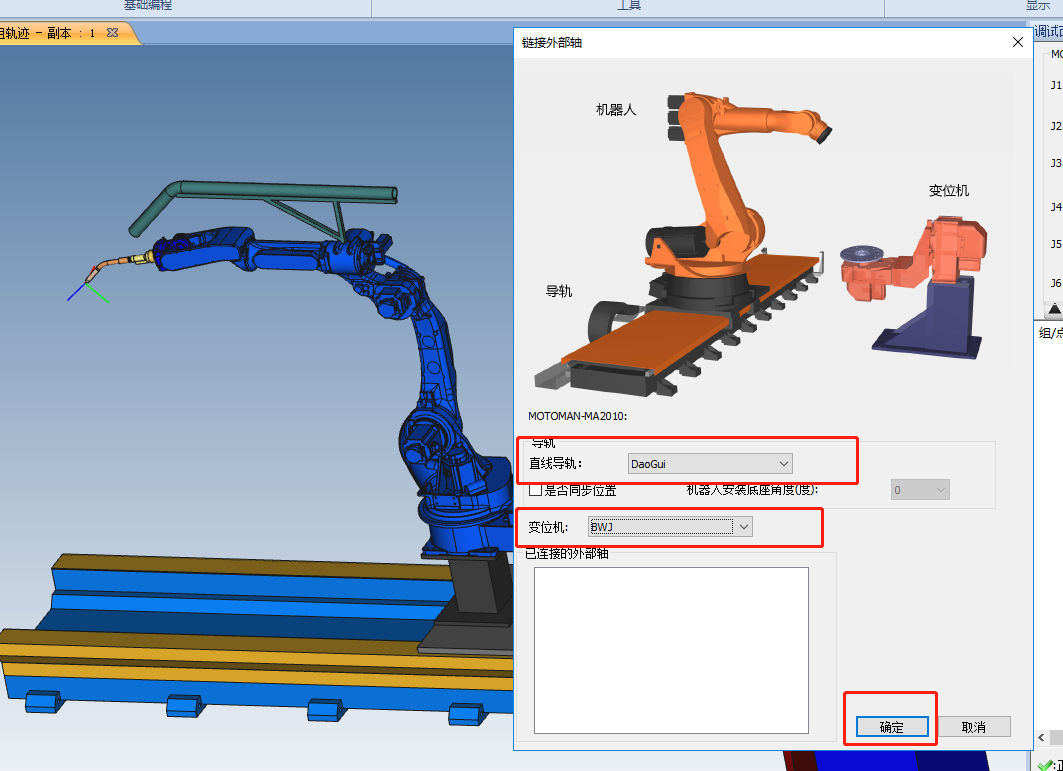 基础编程
工具
显示
组轨迹 - 副本 : 1
链接外部轴
机器人
变位机
导轨
MOTOMAN-MA2010:
导轨
直线导轨:
DaoGui
是否同步位置
机器人安装底座角度(度):
0
变位机:
BWJ
已连接的外部轴
确定
取消
调试面
MO
J1
J2
J3
J4
J5
J6
组/点